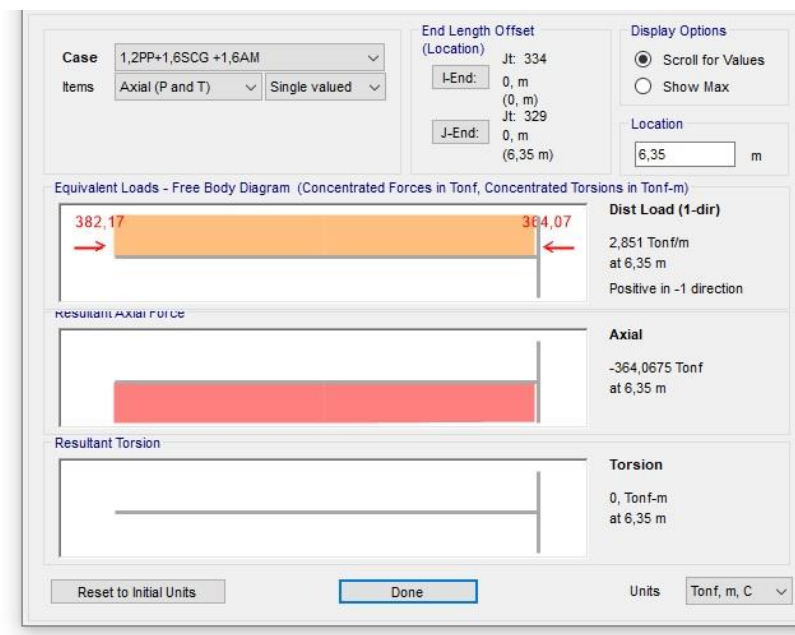 Case 1,2PP+1,6SCG +1,6AM
Items Axial (P and T) Single valued
End Length Offset
(Location)
Jt: 334
I-End: 0, m
(0, m)
Jt: 329
J-End: 0, m
(6,35 m)
Display Options
Scroll for Values
Show Max
Location
6,35 m
Equivalent Loads - Free Body Diagram (Concentrated Forces in Tonf, Concentrated Torsions in Tonf-m)
382,17 364,07
Dist Load (1-dir)
2,851 Tonf/m
at 6,35 m
Positive in -1 direction
Resultant Axial Force
Axial
-364,0675 Tonf
at 6,35 m
Resultant Torsion
Torsion
0, Tonf-m
at 6,35 m
Reset to Initial Units Done Units Tonf, m, C